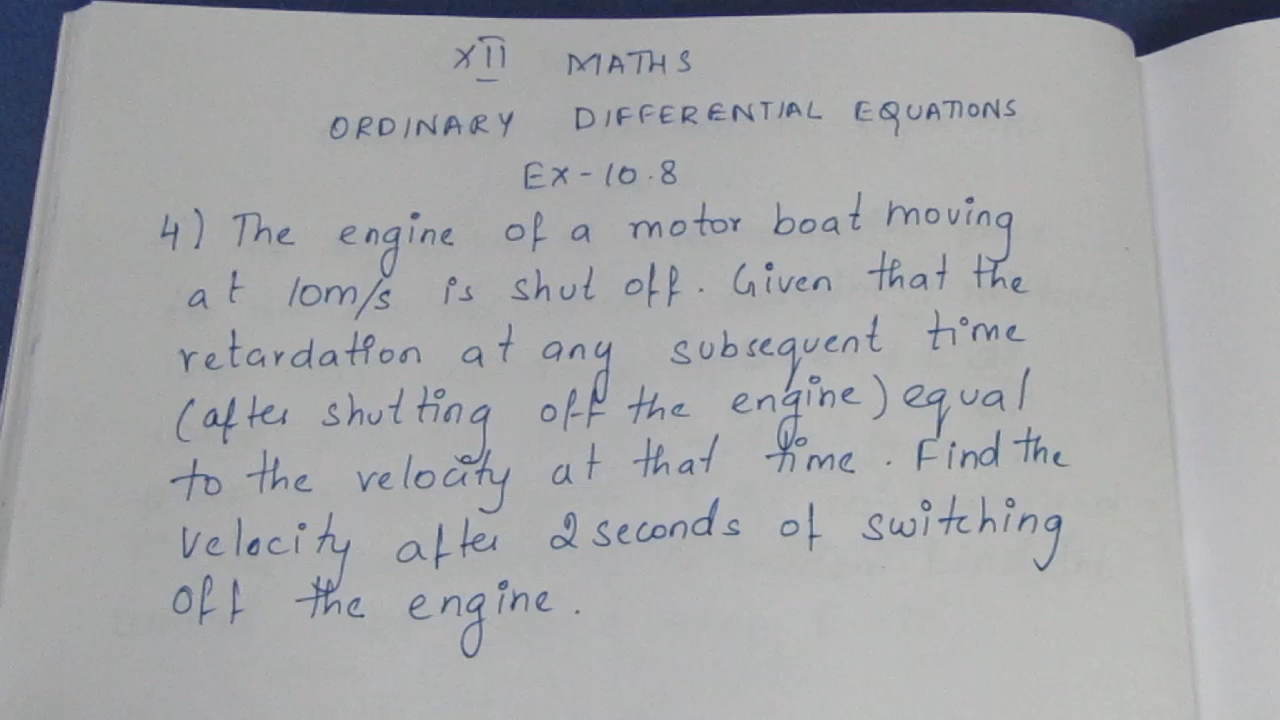 XII MATHS
ORDINARY DIFFERENTIAL EQUATIONS
EX-10.8
4) The engine of a motor boat moving
at 10m/s is shut off. Given that the
retardation at any subsequent time
(after shutting off the engine) equal
to the velocity at that time. Find the
velocity after 2 seconds of switching
off the engine.